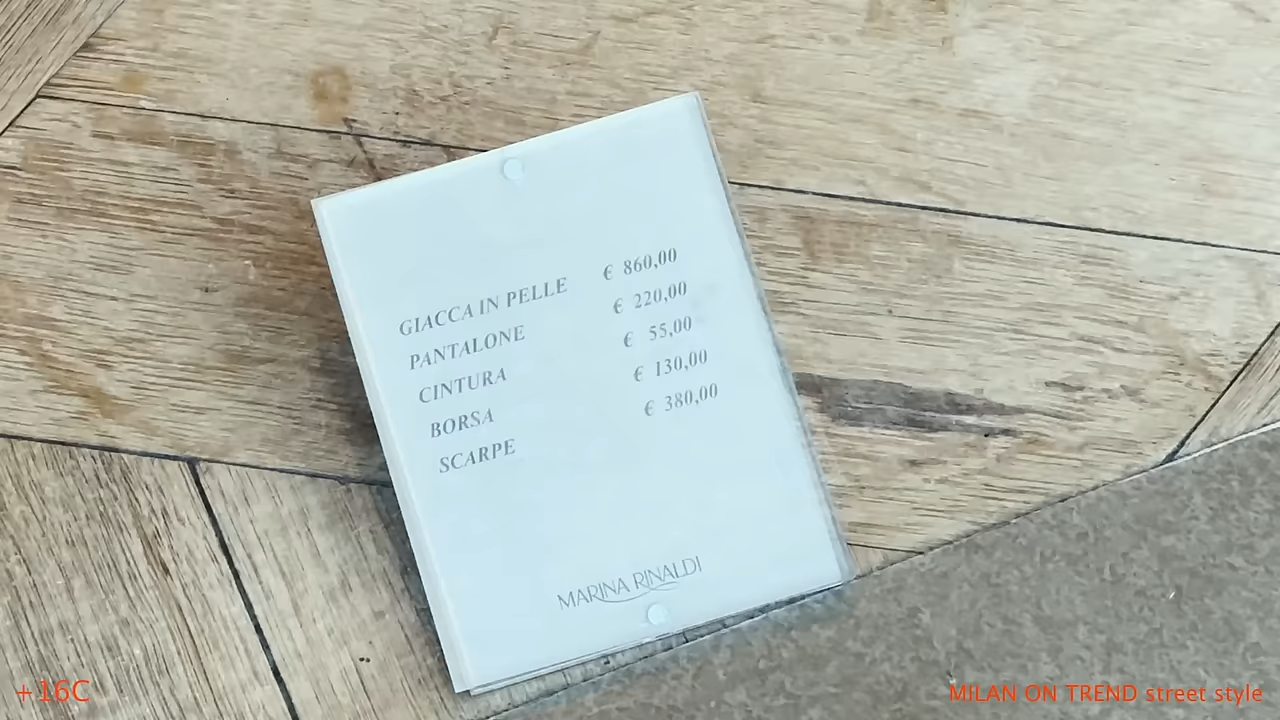 GIACCA IN PELLE € 860,00
PANTALONE € 220,00
CINTURA € 55,00
BORSA € 130,00
SCARPE € 380,00
MARINA RINALDI
+16C
MILAN ON TREND street style